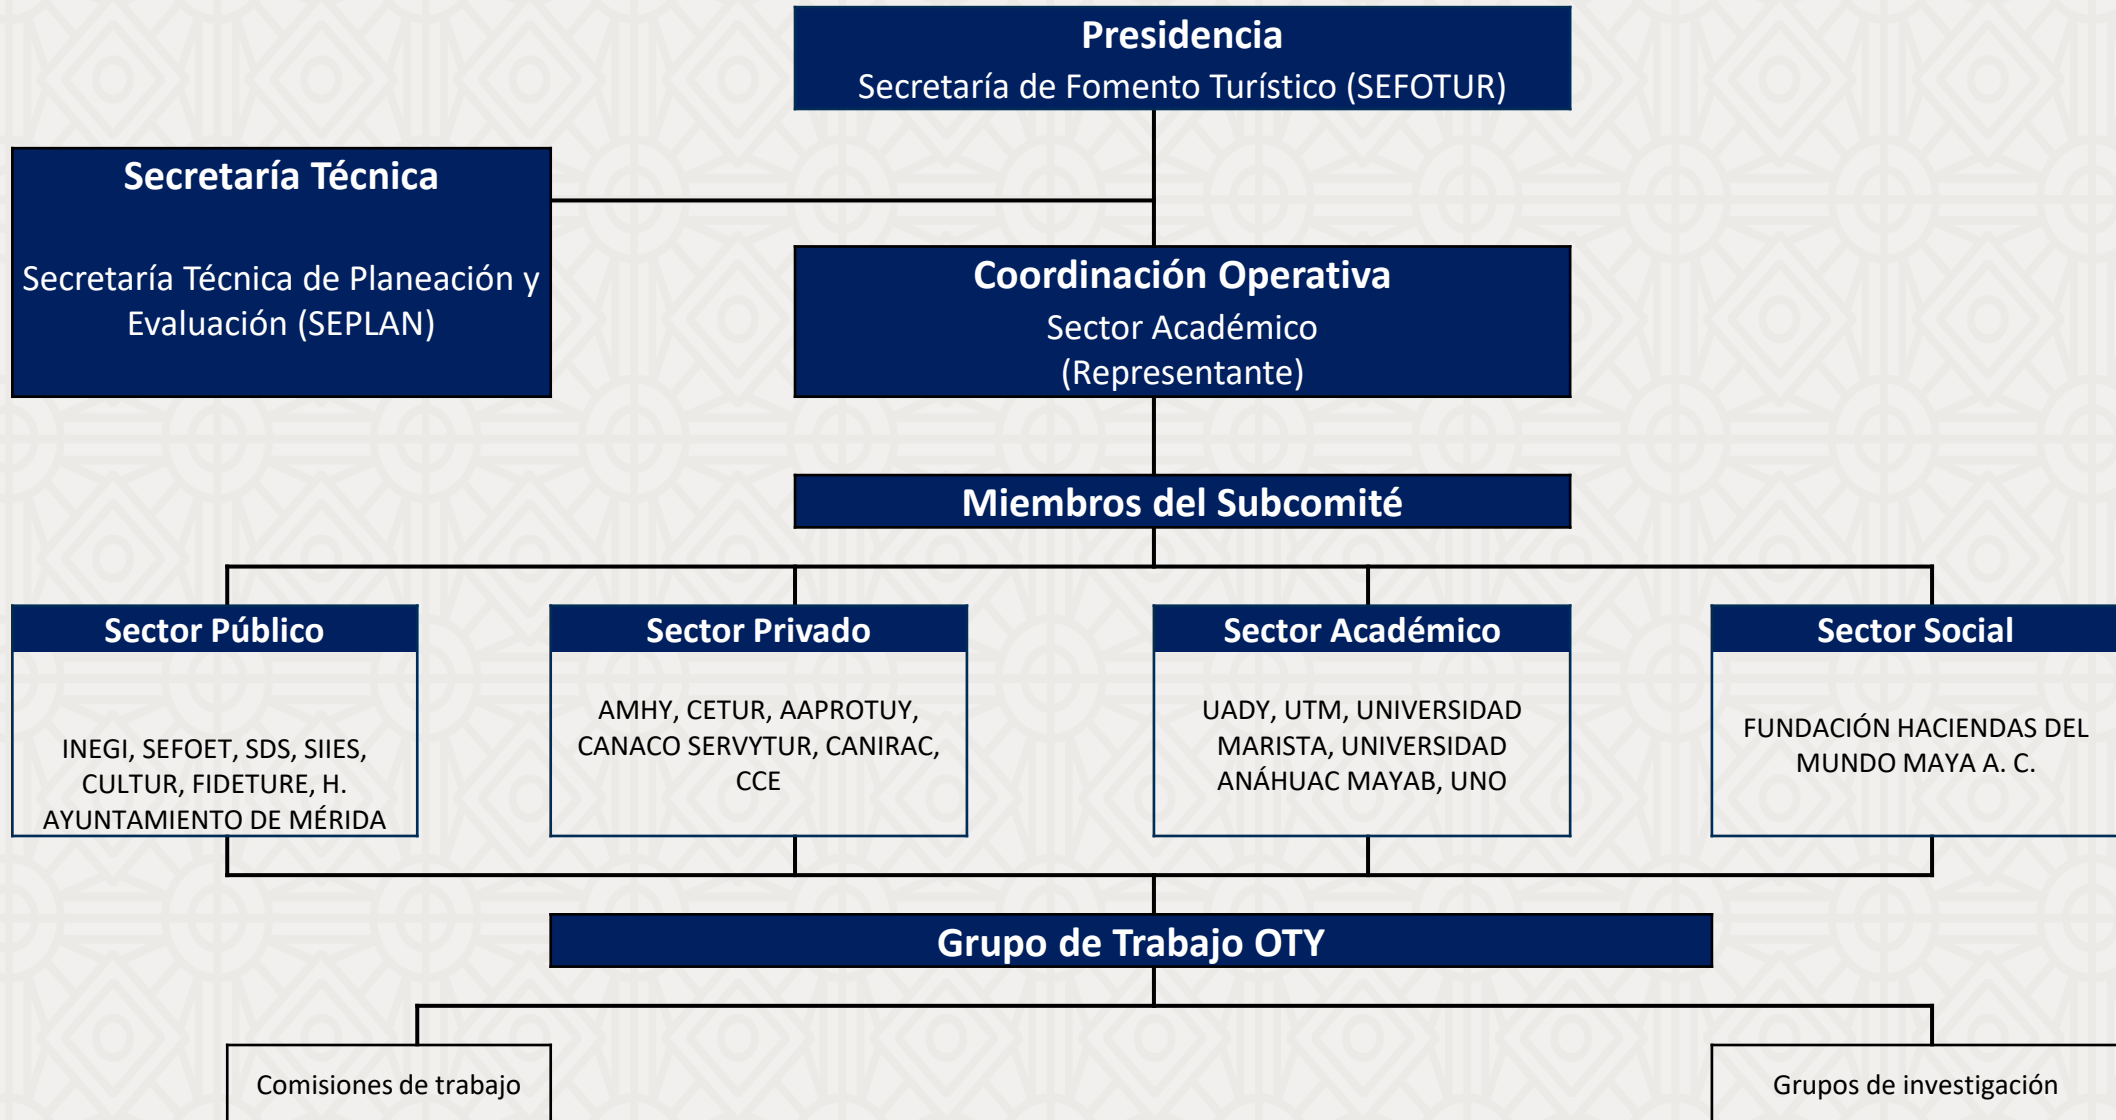 Presidencia
Secretaría de Fomento Turístico (SEFOTUR)
Secretaría Técnica
Secretaría Técnica de Planeación y
Evaluación (SEPLAN)
Coordinación Operativa
Sector Académico
(Representante)
Miembros del Subcomité
Sector Público
INEGI, SEFOET, SDS, SIIES,
CULTUR, FIDETURE, H.
AYUNTAMIENTO DE MÉRIDA
Sector Privado
AMHY, CETUR, AAPROTUY,
CANACO SERVYTUR, CANIRAC,
CCE
Sector Académico
UADY, UTM, UNIVERSIDAD
MARISTA, UNIVERSIDAD
ANÁHUAC MAYAB, UNO
Sector Social
FUNDACIÓN HACIENDAS DEL
MUNDO MAYA A. C.
Grupo de Trabajo OTY
Comisiones de trabajo
Grupos de investigación